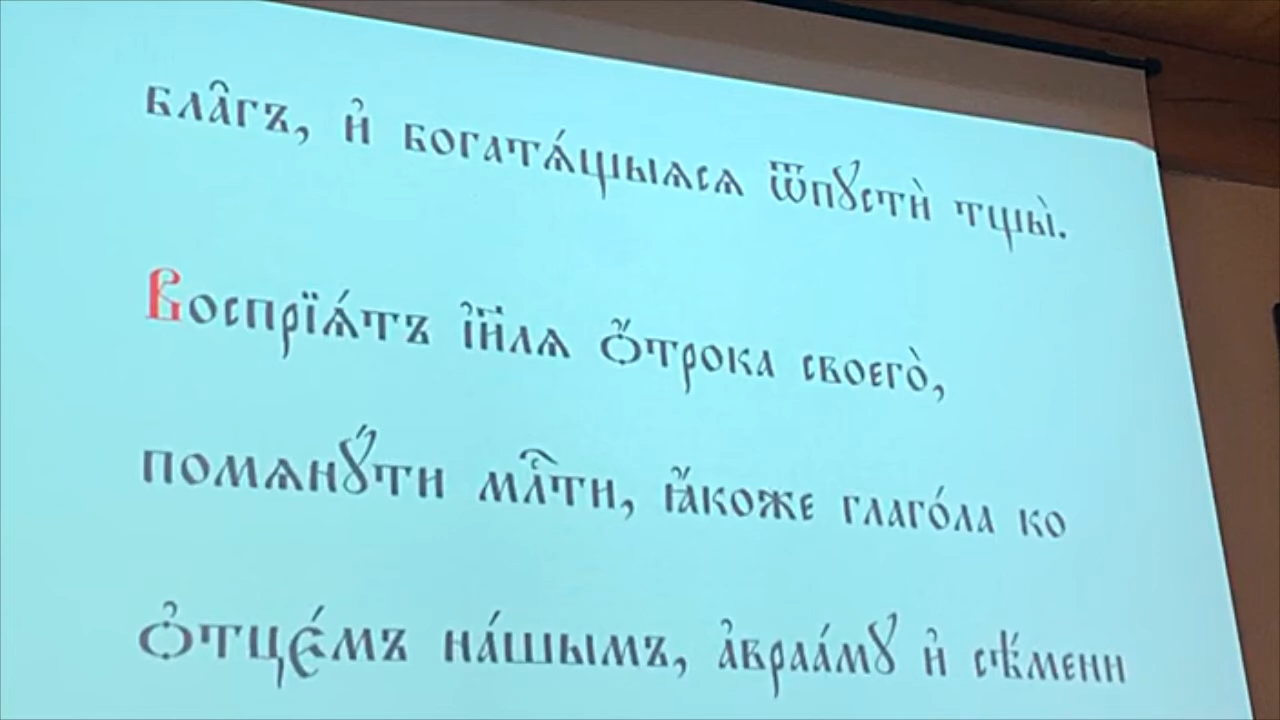 бла̑гъ, и҆ богатѧ́щыѧсѧ ѿпꙋстѝ тщы̀.
Воспрїѧ́тъ і҆и҃лѧ ѻ҆́трока своегѡ̀,
помѧнꙋ́ти мл҇ти, ꙗ҆́коже глаго́ла ко
ѻ҆тцє́мъ на́шымъ, а҆враа́мꙋ и҆ сѣ́мени